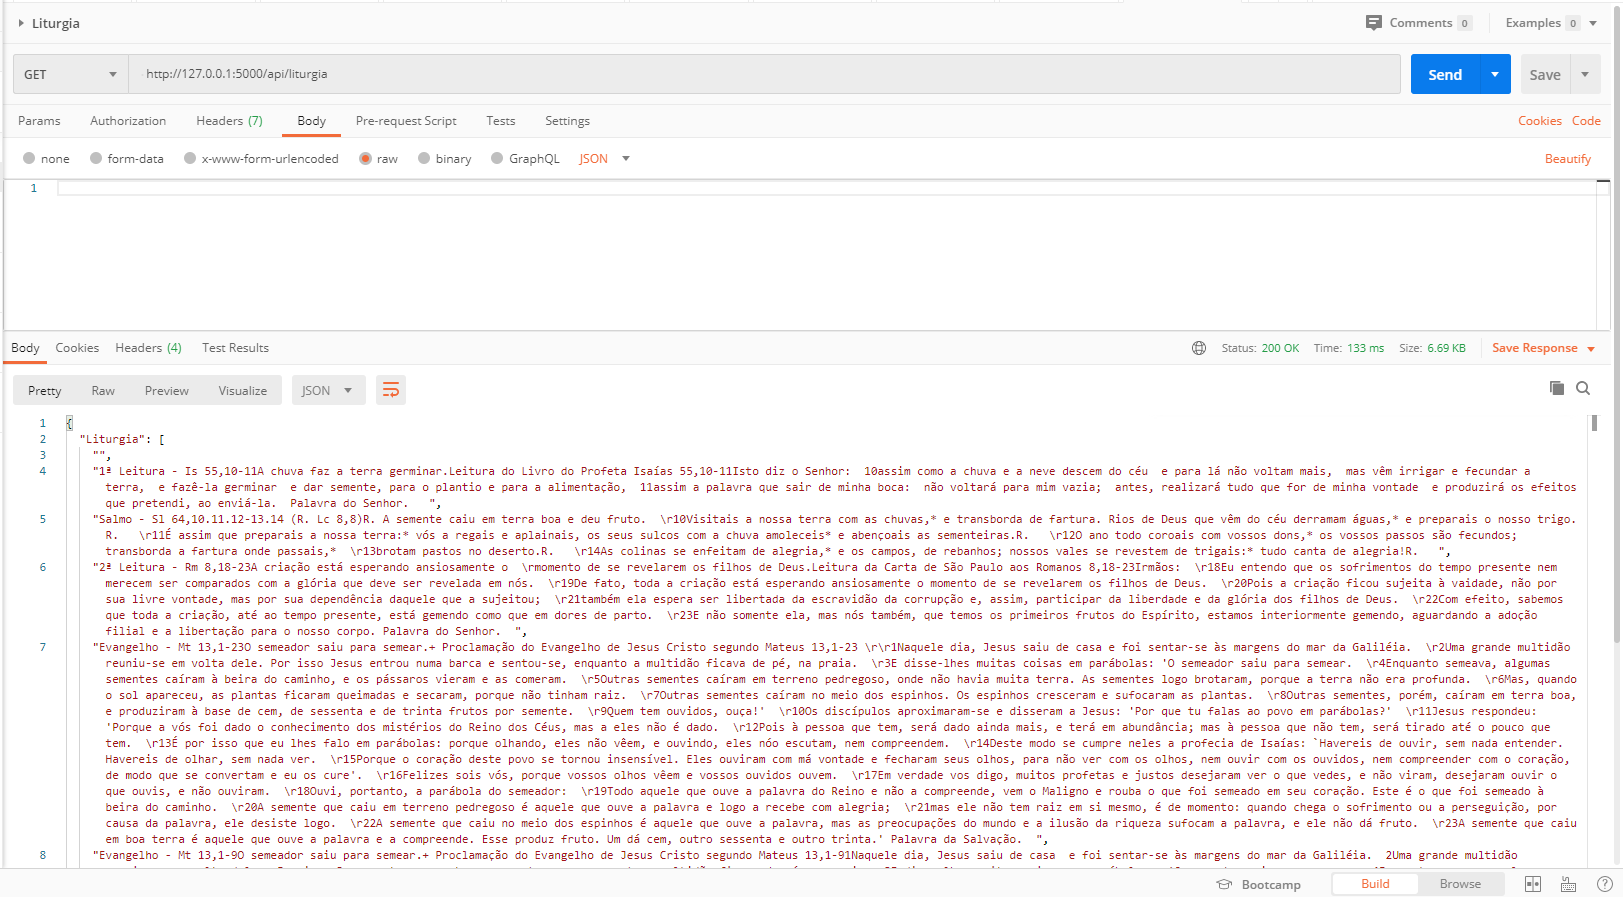 Liturgia
Comments 0 Examples 0
GET http://127.0.0.1:5000/api/liturgia Send Save
Params Authorization Headers (7) Body Pre-request Script Tests Settings Cookies Code
none form-data x-www-form-urlencoded raw binary GraphQL JSON Beautify
1
Body Cookies Headers (4) Test Results Status: 200 OK Time: 133 ms Size: 6.69 KB Save Response
Pretty Raw Preview Visualize JSON
1 {
2 "Liturgia": [
3 "",
4 "1ª Leitura - Is 55,10-11A chuva faz a terra germinar.Leitura do Livro do Profeta Isaías 55,10-11Isto diz o Senhor: 10assim como a chuva e a neve descem do céu e para lá não voltam mais, mas vêm irrigar e fecundar a
terra, e fazê-la germinar e dar semente, para o plantio e para a alimentação, 11assim a palavra que sair de minha boca: não voltará para mim vazia; antes, realizará tudo que for de minha vontade e produzirá os efeitos
que pretendi, ao enviá-la. Palavra do Senhor. ",
5 "Salmo - Sl 64,10.11.12-13.14 (R. Lc 8,8)R. A semente caiu em terra boa e deu fruto. \r10Visitais a nossa terra com as chuvas,* e transborda de fartura. Rios de Deus que vêm do céu derramam águas,* e preparais o nosso trigo.
R. \r11É assim que preparais a nossa terra:* vós a regais e aplainais, os seus sulcos com a chuva amoleceis* e abençoais as sementeiras.R. \r12O ano todo coroais com vossos dons,* os vossos passos são fecundos;
transborda a fartura onde passais,* \r13brotam pastos no deserto.R. \r14As colinas se enfeitam de alegria,* e os campos, de rebanhos; nossos vales se revestem de trigais:* tudo canta de alegria!R. ",
6 "2ª Leitura - Rm 8,18-23A criação está esperando ansiosamente o \rmomento de se revelarem os filhos de Deus.Leitura da Carta de São Paulo aos Romanos 8,18-23Irmãos: \r18Eu entendo que os sofrimentos do tempo presente nem
merecem ser comparados com a glória que deve ser revelada em nós. \r19De fato, toda a criação está esperando ansiosamente o momento de se revelarem os filhos de Deus. \r20Pois a criação ficou sujeita à vaidade, não por
sua livre vontade, mas por sua dependência daquele que a sujeitou; \r21também ela espera ser libertada da escravidão da corrupção e, assim, participar da liberdade e da glória dos filhos de Deus. \r22Com efeito, sabemos
que toda a criação, até ao tempo presente, está gemendo como que em dores de parto. \r23E não somente ela, mas nós também, que temos os primeiros frutos do Espírito, estamos interiormente gemendo, aguardando a adoção
filial e a libertação para o nosso corpo. Palavra do Senhor. ",
7 "Evangelho - Mt 13,1-23O semeador saiu para semear.+ Proclamação do Evangelho de Jesus Cristo segundo Mateus 13,1-23 \r\r1Naquele dia, Jesus saiu de casa e foi sentar-se às margens do mar da Galiléia. \r2Uma grande multidão
reuniu-se em volta dele. Por isso Jesus entrou numa barca e sentou-se, enquanto a multidão ficava de pé, na praia. \r3E disse-lhes muitas coisas em parábolas: 'O semeador saiu para semear. \r4Enquanto semeava, algumas
sementes caíram à beira do caminho, e os pássaros vieram e as comeram. \r5Outras sementes caíram em terreno pedregoso, onde não havia muita terra. As sementes logo brotaram, porque a terra não era profunda. \r6Mas, quando
o sol apareceu, as plantas ficaram queimadas e secaram, porque não tinham raiz. \r7Outras sementes caíram no meio dos espinhos. Os espinhos cresceram e sufocaram as plantas. \r8Outras sementes, porém, caíram em terra boa,
e produziram à base de cem, de sessenta e de trinta frutos por semente. \r9Quem tem ouvidos, ouça!' \r10Os discípulos aproximaram-se e disseram a Jesus: 'Por que tu falas ao povo em parábolas?' \r11Jesus respondeu:
'Porque a vós foi dado o conhecimento dos mistérios do Reino dos Céus, mas a eles não é dado. \r12Pois à pessoa que tem, será dado ainda mais, e terá em abundância; mas à pessoa que não tem, será tirado até o pouco que
tem. \r13É por isso que eu lhes falo em parábolas: porque olhando, eles não vêem, e ouvindo, eles nóo escutam, nem compreendem. \r14Deste modo se cumpre neles a profecia de Isaías: `Havereis de ouvir, sem nada entender.
Havereis de olhar, sem nada ver. \r15Porque o coração deste povo se tornou insensível. Eles ouviram com má vontade e fecharam seus olhos, para não ver com os olhos, nem ouvir com os ouvidos, nem compreender com o coração,
de modo que se convertam e eu os cure'. \r16Felizes sois vós, porque vossos olhos vêem e vossos ouvidos ouvem. \r17Em verdade vos digo, muitos profetas e justos desejaram ver o que vedes, e não viram, desejaram ouvir o
que ouvis, e não ouviram. \r18Ouvi, portanto, a parábola do semeador: \r19Todo aquele que ouve a palavra do Reino e não a compreende, vem o Maligno e rouba o que foi semeado em seu coração. Este é o que foi semeado à
beira do caminho. \r20A semente que caiu em terreno pedregoso é aquele que ouve a palavra e logo a recebe com alegria; \r21mas ele não tem raiz em si mesmo, é de momento: quando chega o sofrimento ou a perseguição, por
causa da palavra, ele desiste logo. \r22A semente que caiu no meio dos espinhos é aquele que ouve a palavra, mas as preocupações do mundo e a ilusão da riqueza sufocam a palavra, e ele não dá fruto. \r23A semente que caiu
em boa terra é aquele que ouve a palavra e a compreende. Esse produz fruto. Um dá cem, outro sessenta e outro trinta.' Palavra da Salvação. ",
8 "Evangelho - Mt 13,1-9O semeador saiu para semear.+ Proclamação do Evangelho de Jesus Cristo segundo Mateus 13,1-91Naquele dia, Jesus saiu de casa e foi sentar-se às margens do mar da Galiléia. 2Uma grande multidão
Bootcamp Build Browse